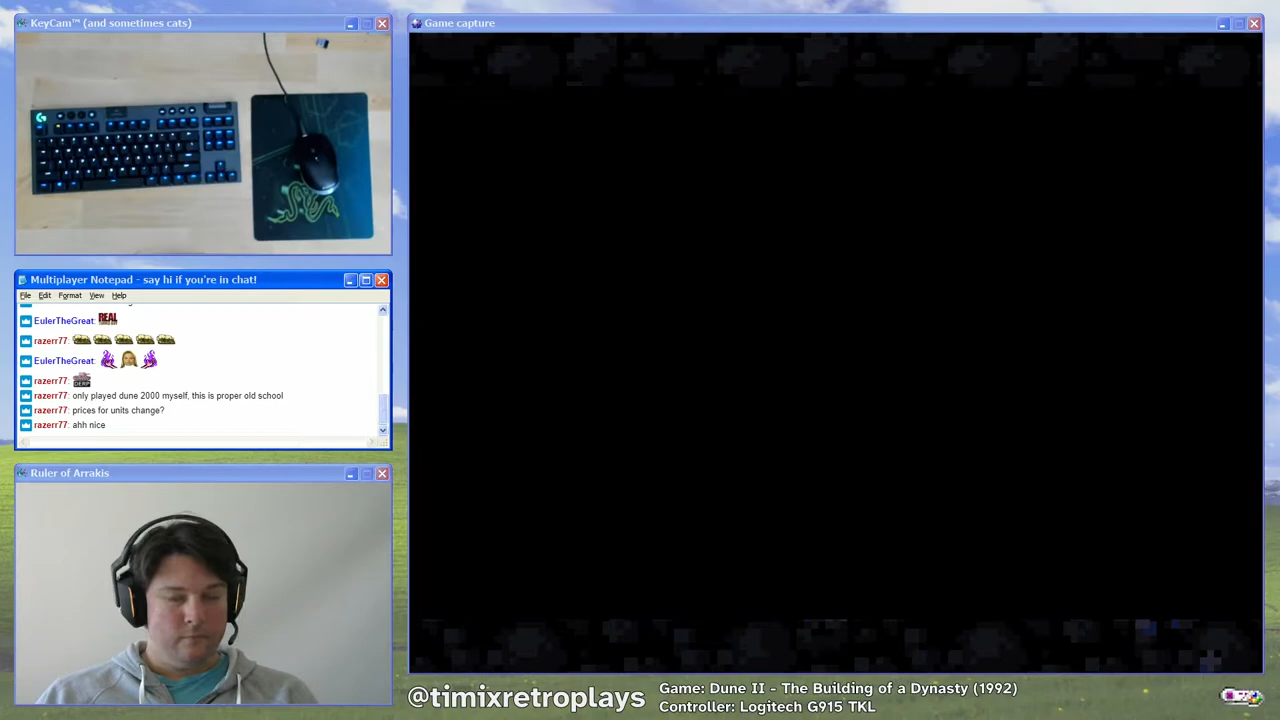 KeyCam™ (and sometimes cats)
Game capture
Multiplayer Notepad - say hi if you're in chat!
File Edit Format View Help
EulerTheGreat: REAL
razerr77:
EulerTheGreat:
razerr77: DERP
razerr77: only played dune 2000 myself, this is proper old school
razerr77: prices for units change?
razerr77: ahh nice
Ruler of Arrakis
@timixretroplays
Game: Dune II - The Building of a Dynasty (1992)
Controller: Logitech G915 TKL